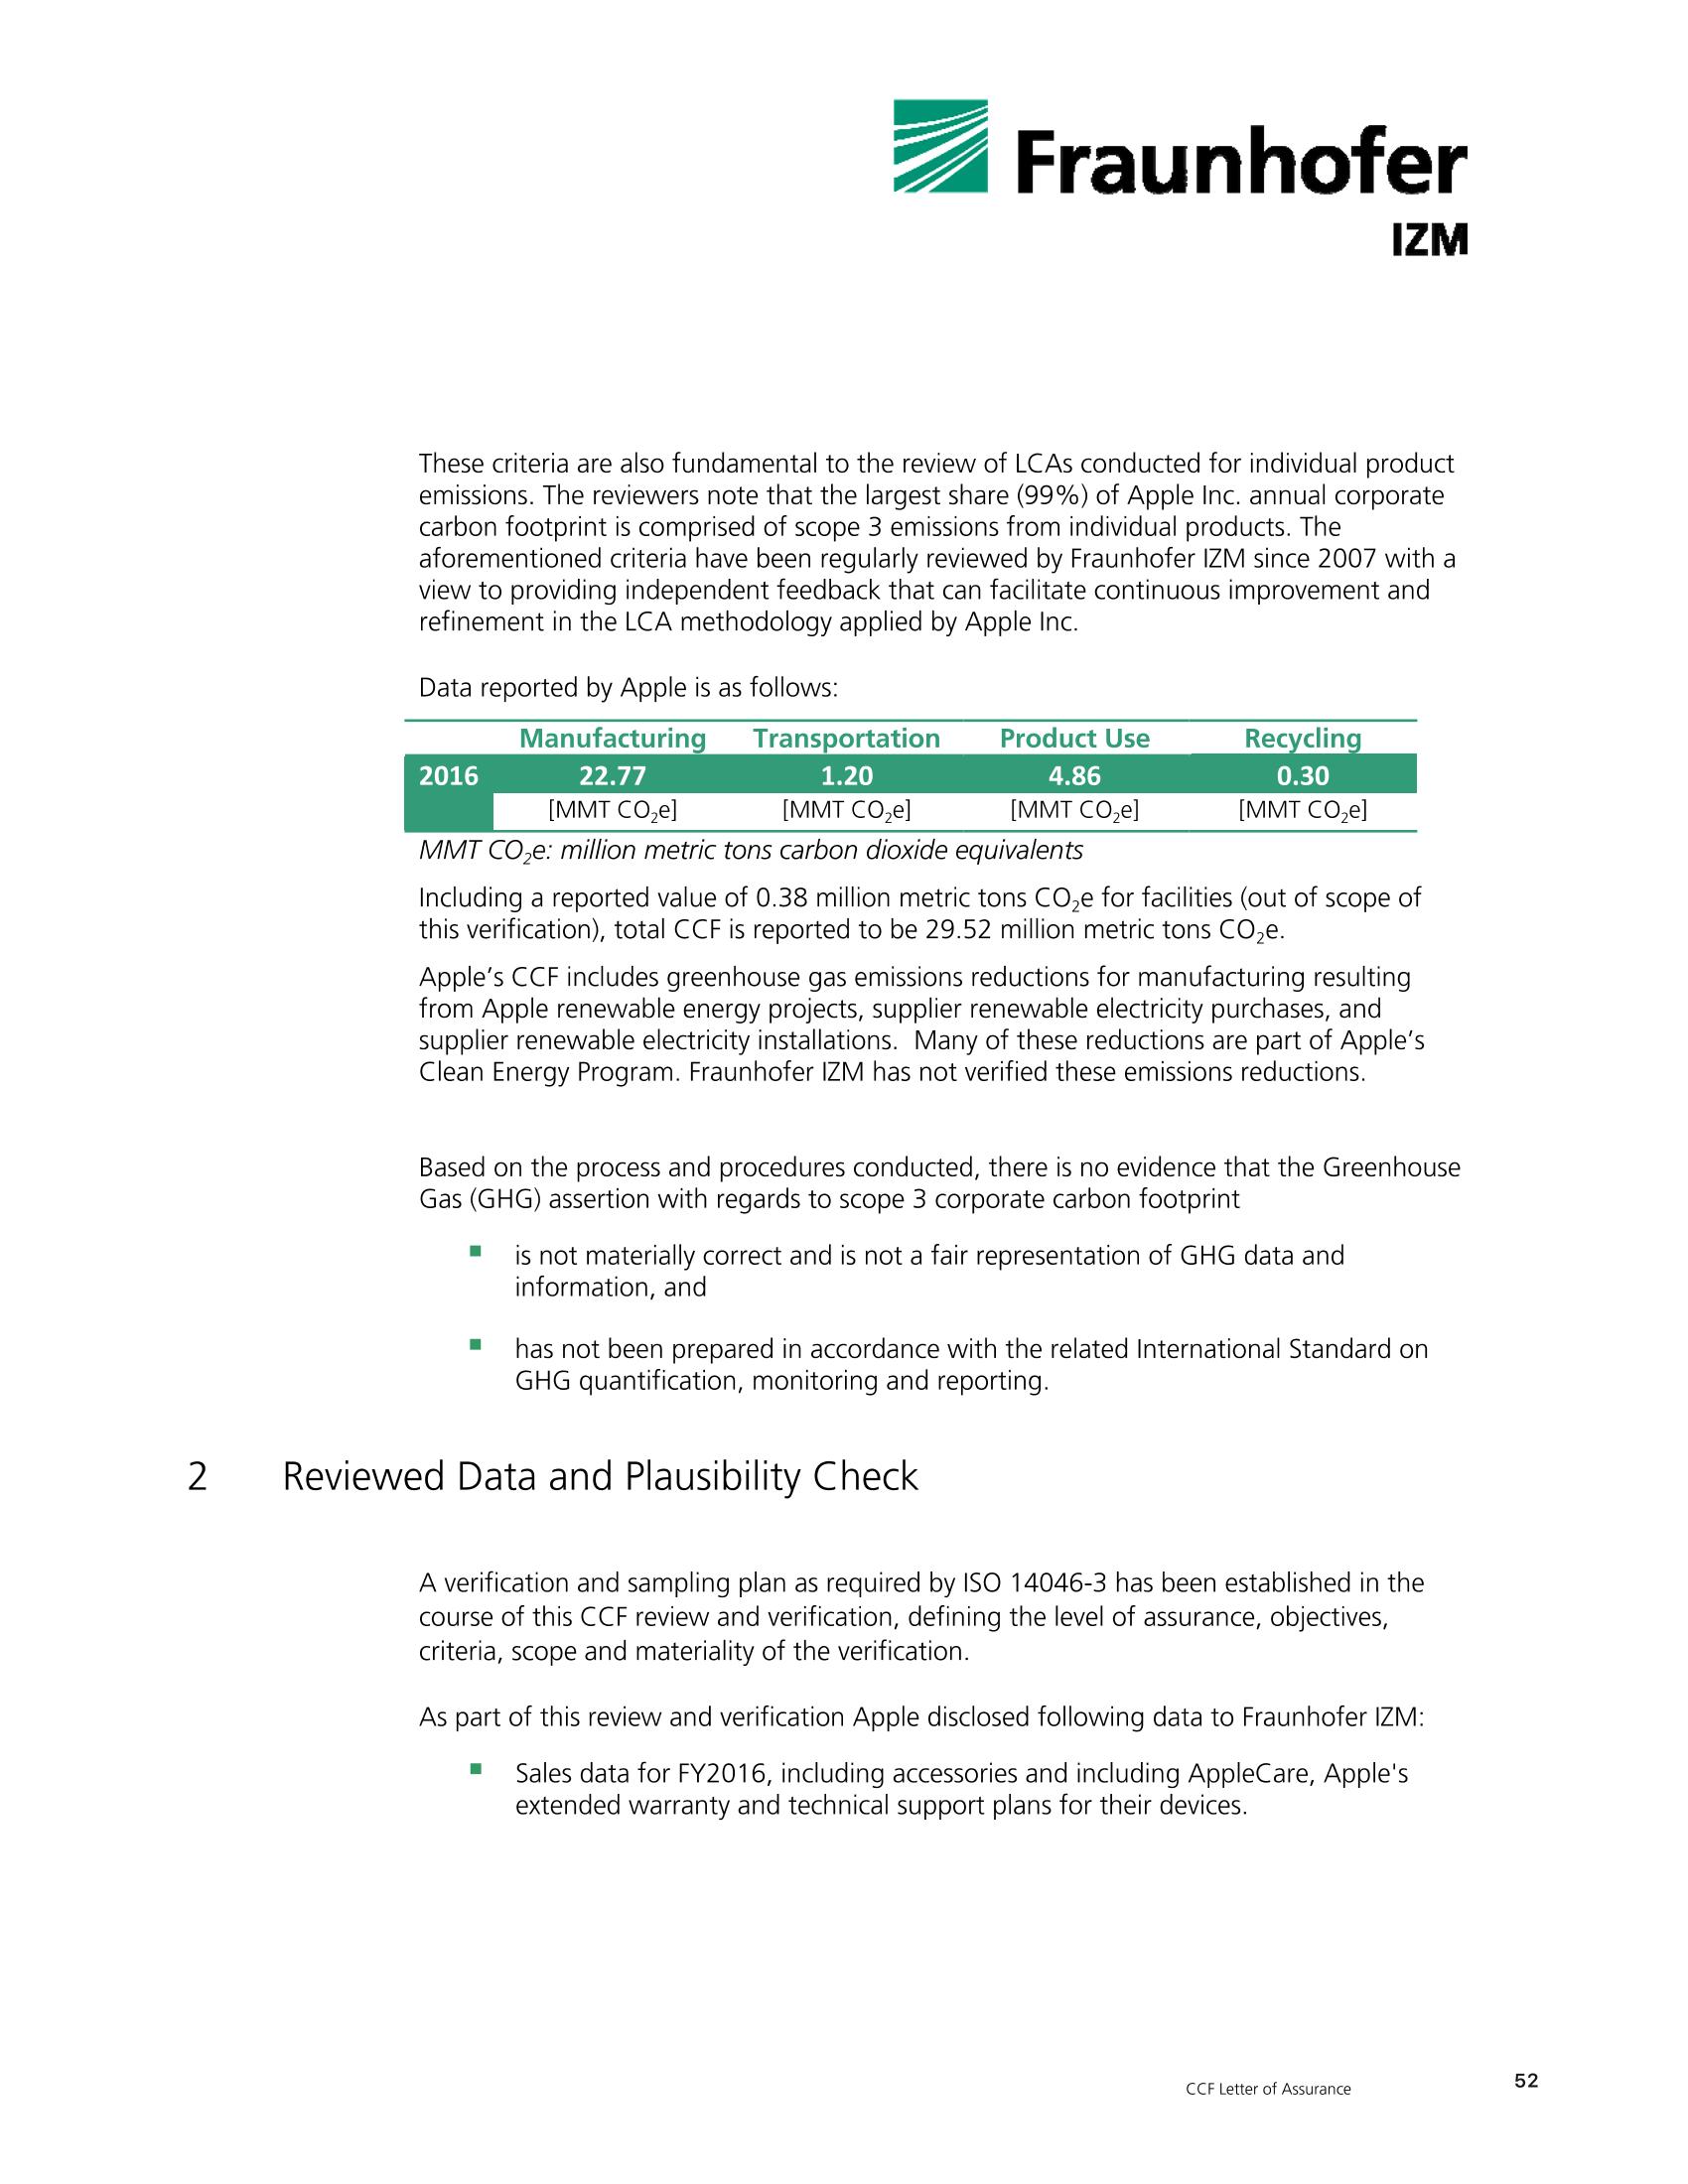 Fraunhofer
IZM
These criteria are also fundamental to the review of LCAs conducted for individual product
emissions. The reviewers note that the largest share (99%) of Apple Inc. annual corporate
carbon footprint is comprised of scope 3 emissions from individual products. The
aforementioned criteria have been regularly reviewed by Fraunhofer IZM since 2007 with a
view to providing independent feedback that can facilitate continuous improvement and
refinement in the LCA methodology applied by Apple Inc.
Data reported by Apple is as follows:
Manufacturing Transportation Product Use Recycling
2016 22.77 1.20 4.86 0.30
[MMT CO₂e] [MMT CO₂e] [MMT CO₂e] [MMT CO₂e]
MMT CO₂e: million metric tons carbon dioxide equivalents
Including a reported value of 0.38 million metric tons CO₂e for facilities (out of scope of
this verification), total CCF is reported to be 29.52 million metric tons CO₂e.
Apple’s CCF includes greenhouse gas emissions reductions for manufacturing resulting
from Apple renewable energy projects, supplier renewable electricity purchases, and
supplier renewable electricity installations.  Many of these reductions are part of Apple’s
Clean Energy Program. Fraunhofer IZM has not verified these emissions reductions.
Based on the process and procedures conducted, there is no evidence that the Greenhouse
Gas (GHG) assertion with regards to scope 3 corporate carbon footprint
▪ is not materially correct and is not a fair representation of GHG data and
information, and
▪ has not been prepared in accordance with the related International Standard on
GHG quantification, monitoring and reporting.
2 Reviewed Data and Plausibility Check
A verification and sampling plan as required by ISO 14046-3 has been established in the
course of this CCF review and verification, defining the level of assurance, objectives,
criteria, scope and materiality of the verification.
As part of this review and verification Apple disclosed following data to Fraunhofer IZM:
▪ Sales data for FY2016, including accessories and including AppleCare, Apple's
extended warranty and technical support plans for their devices.
CCF Letter of Assurance 52